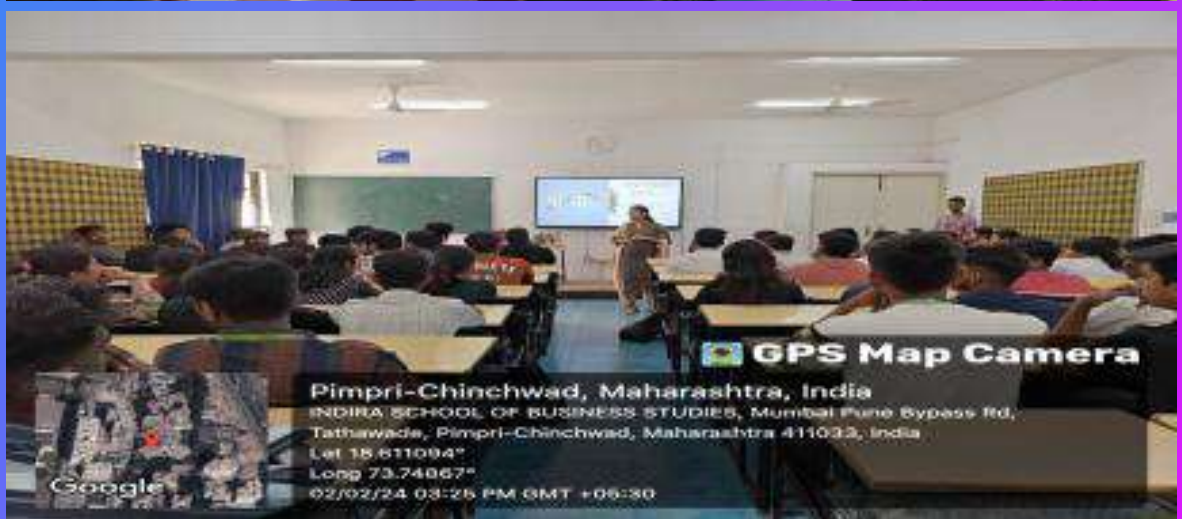 GPS Map Camera
Pimpri-Chinchwad, Maharashtra, India
INDIRA SCHOOL OF BUSINESS STUDIES, Mumbai Pune Bypass Rd,
Tathawade, Pimpri-Chinchwad, Maharashtra 411033, India
Lat 18.611094°
Long 73.74867°
02/02/24 03:25 PM GMT +05:30
Google